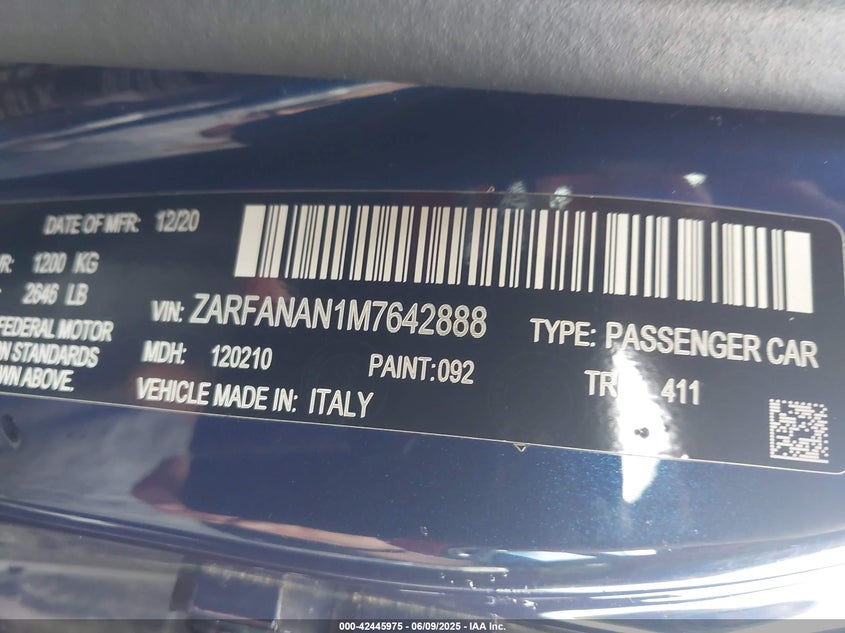 DATE OF MFR: 12/20
1200 KG
2646 LB
VIN: ZARFANAN1M7642888
TYPE: PASSENGER CAR
FEDERAL MOTOR
STANDARDS
ABOVE.
MDH: 120210
PAINT: 092
411
VEHICLE MADE IN: ITALY
000-42445975 - 06/09/2025 - IAA Inc.